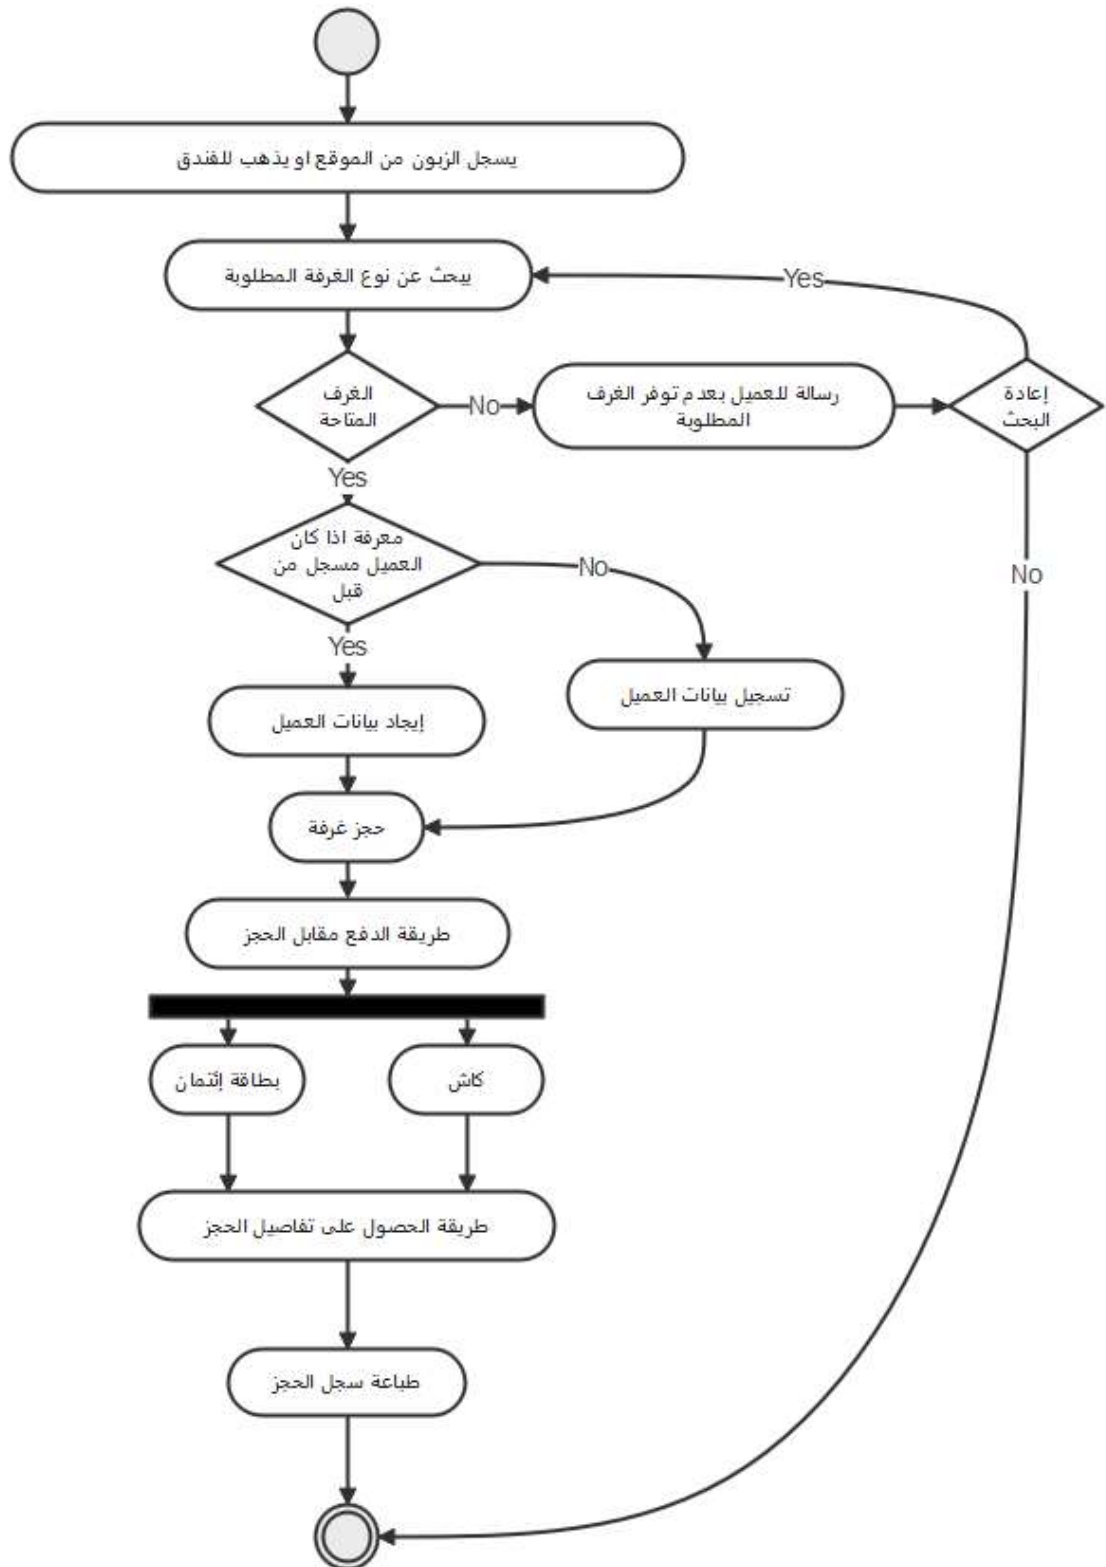 يسجل الزبون من الموقع او يذهب للفندق
يبحث عن نوع الغرفة المطلوبة
Yes
الغرف
المتاحة
No
رسالة للعميل بعدم توفر الغرف
المطلوبة
إعادة
البحث
Yes
معرفة اذا كان
العميل مسجل من
قبل
No
No
Yes
تسجيل بيانات العميل
إيجاد بيانات العميل
حجز غرفة
طريقة الدفع مقابل الحجز
كاش
بطاقة إئتمان
طريقة الحصول على تفاصيل الحجز
طباعة سجل الحجز